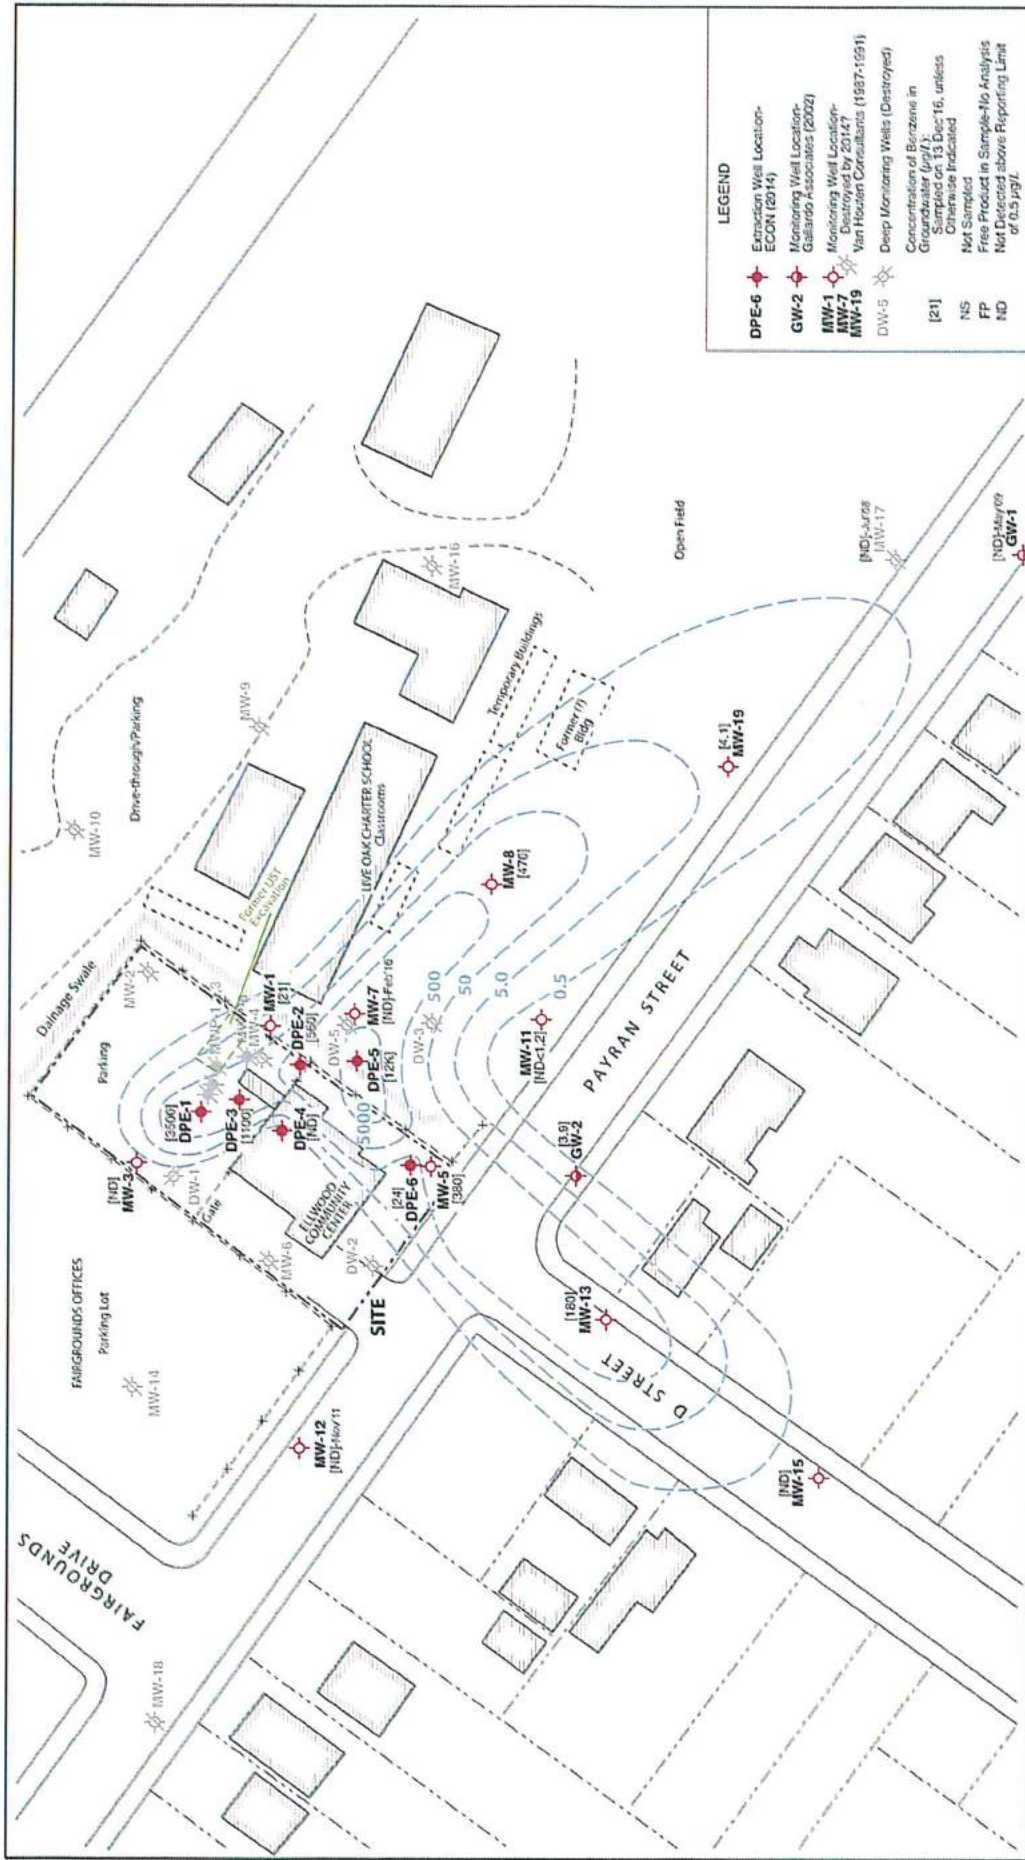 FAIRGROUNDS
DRIVE
MW-18
FAIRGROUNDS OFFICES
Parking Lot
MW-14
MW-12
[ND]-Nov'11
Gate
MW-6
DW-2
SITE
ELLWOOD
COMMUNITY
CENTER
DW-1
[ND]
MW-3
Parking
[3500]
DPE-1
DPE-3
[1100]
DPE-4
[ND]
DPE-2
[560]
MW-1
[21]
MW-4
MW-2
Dainage Swale
Former UST
Excavation
Drive-through/Parking
MW-10
MW-9
LIVE OAK CHARTER SCHOOL
Classrooms
DW-5
MW-7
[ND]-Feb'16
DPE-5
[12K]
5000
[24]
DPE-6
MW-5
[380]
DW-3
500
50
5.0
0.5
MW-8
[470]
Temporary Buildings
Former (?)
Bldg
MW-16
Open Field
MW-11
[ND<1.2]
[4.1]
MW-19
PAYRAN STREET
[3.9]
GW-2
[180]
MW-13
D STREET
[ND]
MW-15
MW-17
GW-1
[ND]-May'09
LEGEND
DPE-6 Extraction Well Location-
ECON (2014)
GW-2 Monitoring Well Location-
Gallardo Associates (2002)
MW-1 Monitoring Well Location-
MW-7 Destroyed by 2014?
MW-19 Van Houten Consultants (1987-1991)
DW-5 Deep Monitoring Wells (Destroyed)
[21] Concentration of Benzene in
Groundwater (µg/L):
Sampled on 13 Dec'16, unless
Otherwise Indicated
NS Not Sampled
FP Free Product in Sample-No Analysis
ND Not Detected above Reporting Limit
of 0.5 µg/L